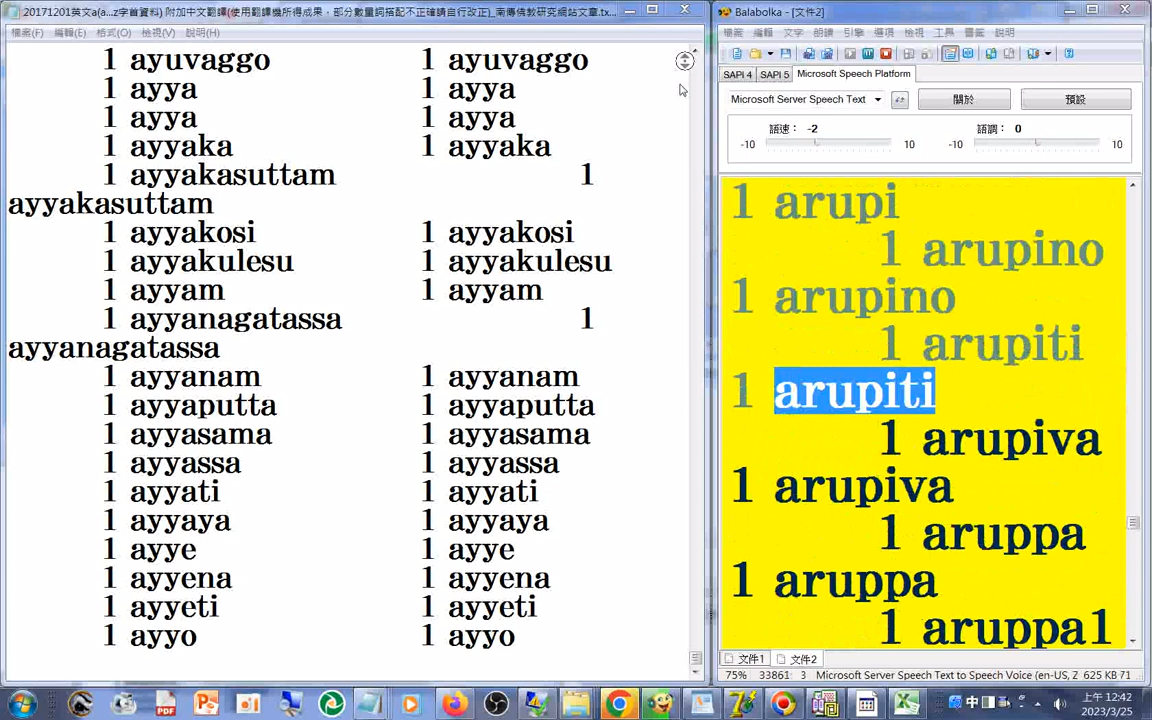 20171201英文a(a...z字首資料) 附加中文翻譯(使用翻譯機所得成果，部分數量詞搭配不正確請自行改正)_南傳佛教研究網站文章.tx...
檔案(F) 編輯(E) 格式(O) 檢視(V) 說明(H)
1 ayuvaggo 1 ayuvaggo
1 ayya 1 ayya
1 ayya 1 ayya
1 ayyaka 1 ayyaka
1 ayyakasuttam 1
ayyakasuttam
1 ayyakosi 1 ayyakosi
1 ayyakulesu 1 ayyakulesu
1 ayyam 1 ayyam
1 ayyanagatassa 1
ayyanagatassa
1 ayyanam 1 ayyanam
1 ayyaputta 1 ayyaputta
1 ayyasama 1 ayyasama
1 ayyassa 1 ayyassa
1 ayyati 1 ayyati
1 ayyaya 1 ayyaya
1 ayye 1 ayye
1 ayyena 1 ayyena
1 ayyeti 1 ayyeti
1 ayyo 1 ayyo
Balabolka - [文件2]
檔案 編輯 文字 朗讀 引擎 選項 檢視 工具 書籤 說明
SAPI 4 SAPI 5 Microsoft Speech Platform
Microsoft Server Speech Text 關於 預設
語速： -2 語調： 0
-10 10 -10 10
1 arupi
1 arupino
1 arupino
1 arupiti
1 arupiti
1 arupiva
1 arupiva
1 aruppa
1 aruppa
1 aruppa1
文件1 文件2
75% 33861: 3 Microsoft Server Speech Text to Speech Voice (en-US, Z 625 KB 71
中 上午 12:42
2023/3/25